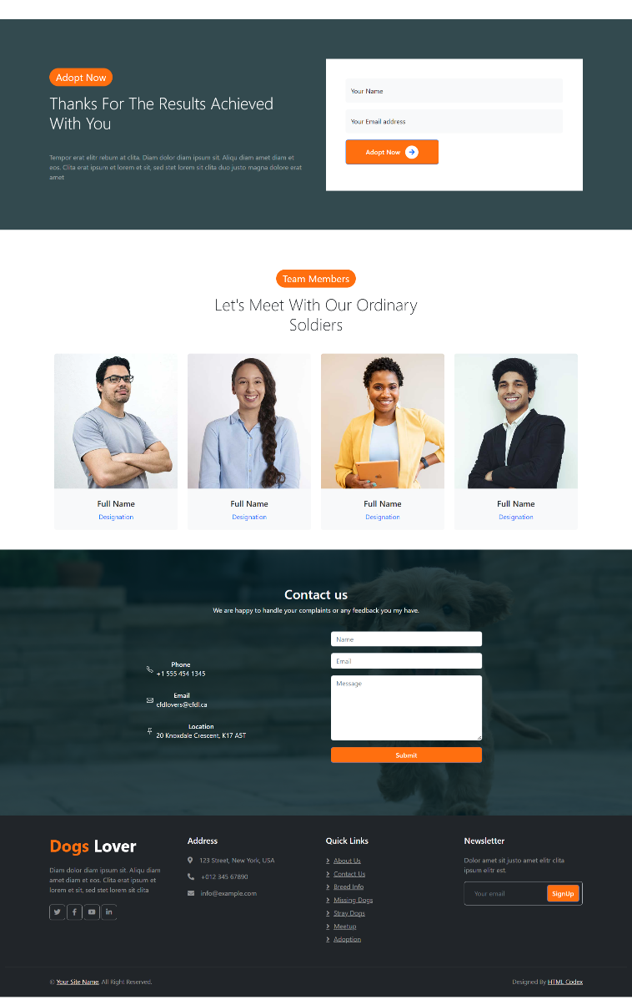 Adopt Now
Thanks For The Results Achieved
With You
Tempor erat elitr rebum at clita. Diam dolor diam ipsum sit. Aliqu diam amet diam et
eos. Clita erat ipsum et lorem et sit, sed stet lorem sit clita duo justo magna dolore erat
amet
Your Name
Your Email address
Adopt Now
Team Members
Let's Meet With Our Ordinary
Soldiers
Full Name
Designation
Full Name
Designation
Full Name
Designation
Full Name
Designation
Contact us
We are happy to handle your complaints or any feedback you my have.
Phone
+1 555 454 1345
Email
cfdlovers@cfdl.ca
Location
20 Knoxdale Crescent, K17 A5T
Name
Email
Message
Submit
Dogs Lover
Diam dolor diam ipsum sit. Aliqu diam
amet diam et eos. Clita erat ipsum et
lorem et sit, sed stet lorem sit clita
Address
123 Street, New York, USA
+012 345 67890
info@example.com
Quick Links
About Us
Contact Us
Breed Info
Missing Dogs
Stray Dogs
Meetup
Adoption
Newsletter
Dolor amet sit justo amet elitr clita
ipsum elitr est.
Your email
SignUp
© Your Site Name, All Right Reserved.
Designed By HTML Codex